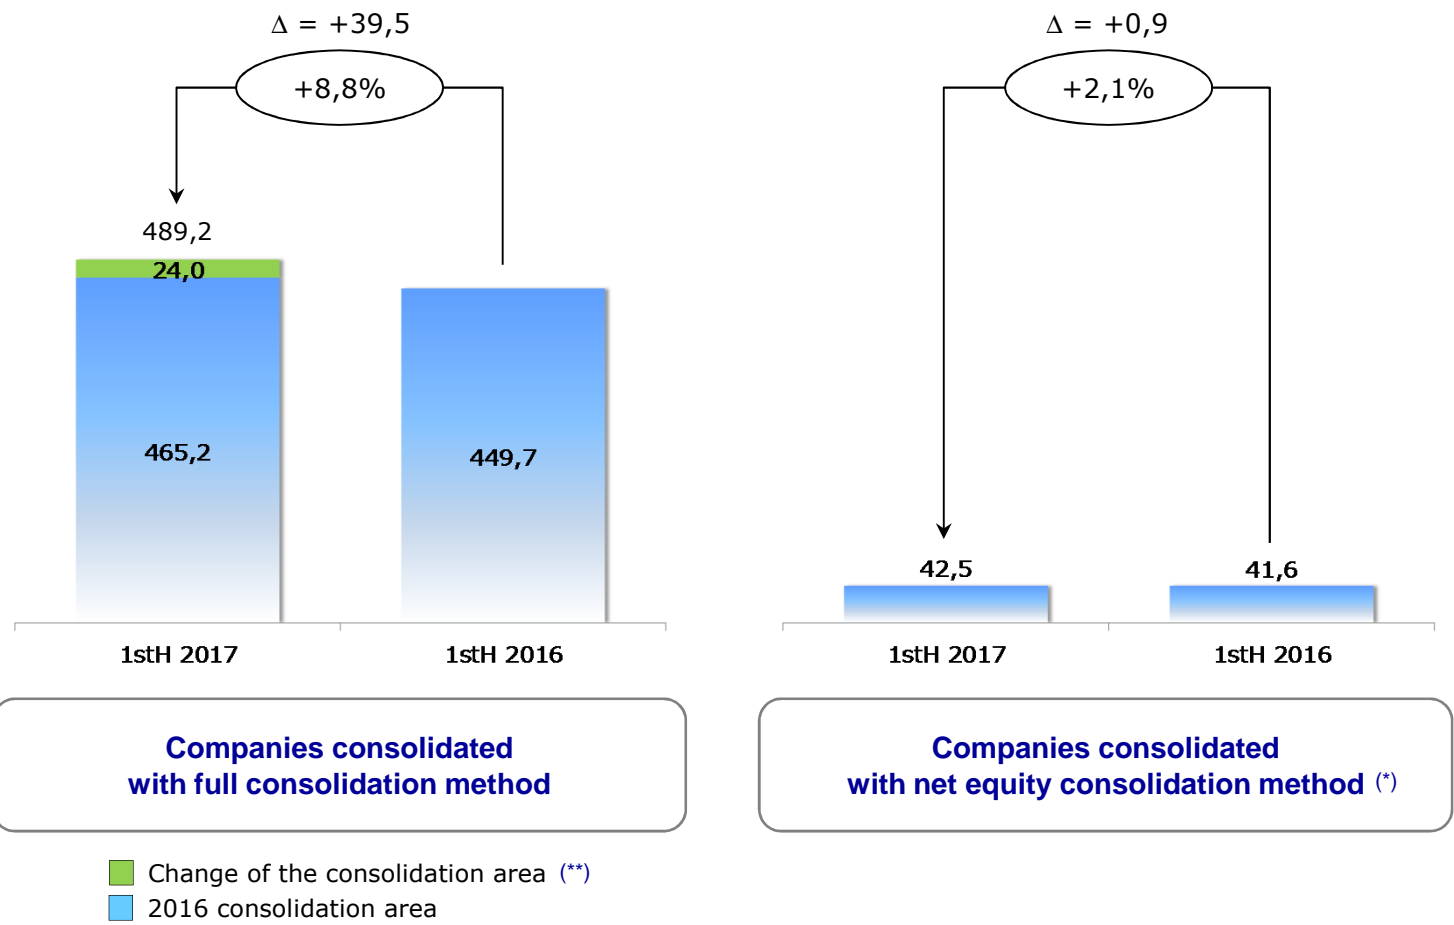 Δ = +39,5
+8,8%
489,2
24,0
465,2
449,7
1stH 2017
1stH 2016
Companies consolidated
with full consolidation method
Δ = +0,9
+2,1%
42,5
41,6
1stH 2017
1stH 2016
Companies consolidated
with net equity consolidation method (*)
Change of the consolidation area (**)
2016 consolidation area